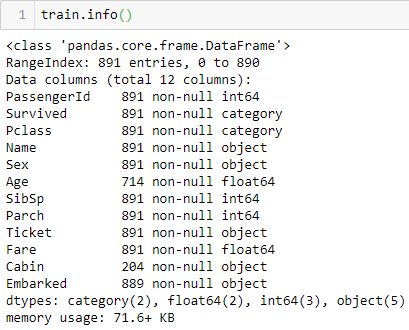 1 train.info()
<class 'pandas.core.frame.DataFrame'>
RangeIndex: 891 entries, 0 to 890
Data columns (total 12 columns):
PassengerId    891 non-null int64
Survived       891 non-null category
Pclass         891 non-null category
Name           891 non-null object
Sex            891 non-null object
Age            714 non-null float64
SibSp          891 non-null int64
Parch          891 non-null int64
Ticket         891 non-null object
Fare           891 non-null float64
Cabin          204 non-null object
Embarked       889 non-null object
dtypes: category(2), float64(2), int64(3), object(5)
memory usage: 71.6+ KB